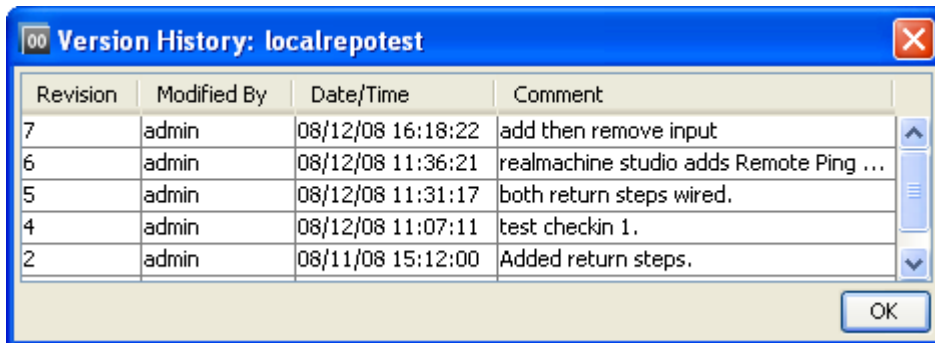 00 Version History: localrepotest
Revision Modified By Date/Time Comment
7 admin 08/12/08 16:18:22 add then remove input
6 admin 08/12/08 11:36:21 realmachine studio adds Remote Ping ...
5 admin 08/12/08 11:31:17 both return steps wired.
4 admin 08/12/08 11:07:11 test checkin 1.
2 admin 08/11/08 15:12:00 Added return steps.
OK